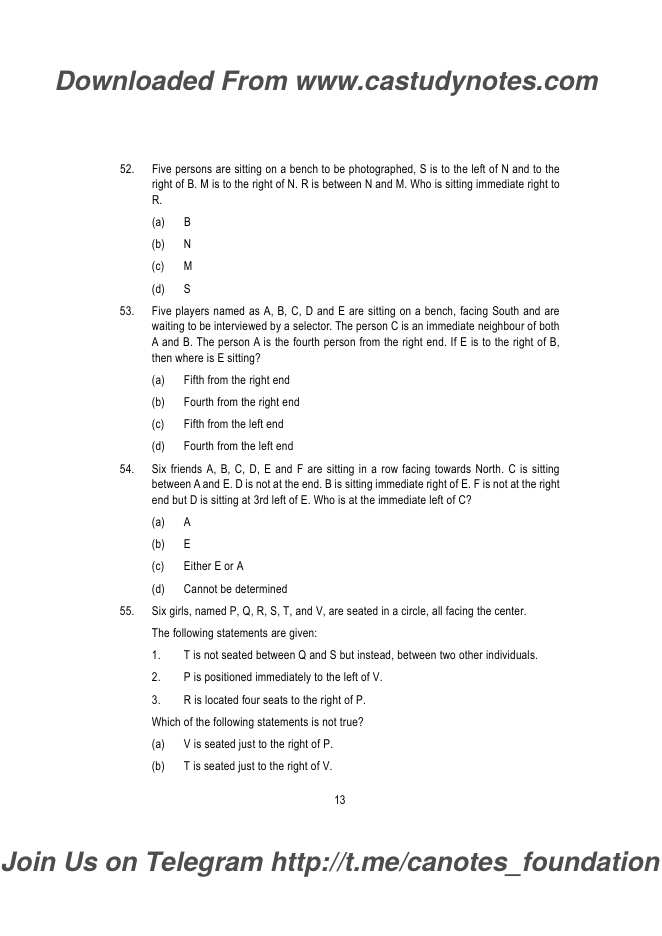 Downloaded From www.castudynotes.com
52. Five persons are sitting on a bench to be photographed, S is to the left of N and to the
right of B. M is to the right of N. R is between N and M. Who is sitting immediate right to
R.
(a) B
(b) N
(c) M
(d) S
53. Five players named as A, B, C, D and E are sitting on a bench, facing South and are
waiting to be interviewed by a selector. The person C is an immediate neighbour of both
A and B. The person A is the fourth person from the right end. If E is to the right of B,
then where is E sitting?
(a) Fifth from the right end
(b) Fourth from the right end
(c) Fifth from the left end
(d) Fourth from the left end
54. Six friends A, B, C, D, E and F are sitting in a row facing towards North. C is sitting
between A and E. D is not at the end. B is sitting immediate right of E. F is not at the right
end but D is sitting at 3rd left of E. Who is at the immediate left of C?
(a) A
(b) E
(c) Either E or A
(d) Cannot be determined
55. Six girls, named P, Q, R, S, T, and V, are seated in a circle, all facing the center.
The following statements are given:
1. T is not seated between Q and S but instead, between two other individuals.
2. P is positioned immediately to the left of V.
3. R is located four seats to the right of P.
Which of the following statements is not true?
(a) V is seated just to the right of P.
(b) T is seated just to the right of V.
13
Join Us on Telegram http://t.me/canotes_foundation